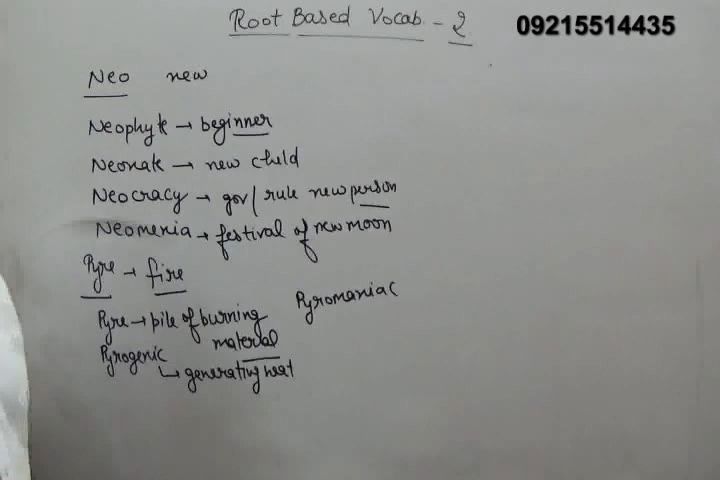 Root Based Vocab. - 2
09215514435
Neo new
Neophyte → beginner
Neonate → new child
Neocracy → gov/ rule new person
Neomenia → festival of new moon
Pyre → fire
Pyre → pile of burning material
Pyromaniac
Pyrogenic
↳ generating heat